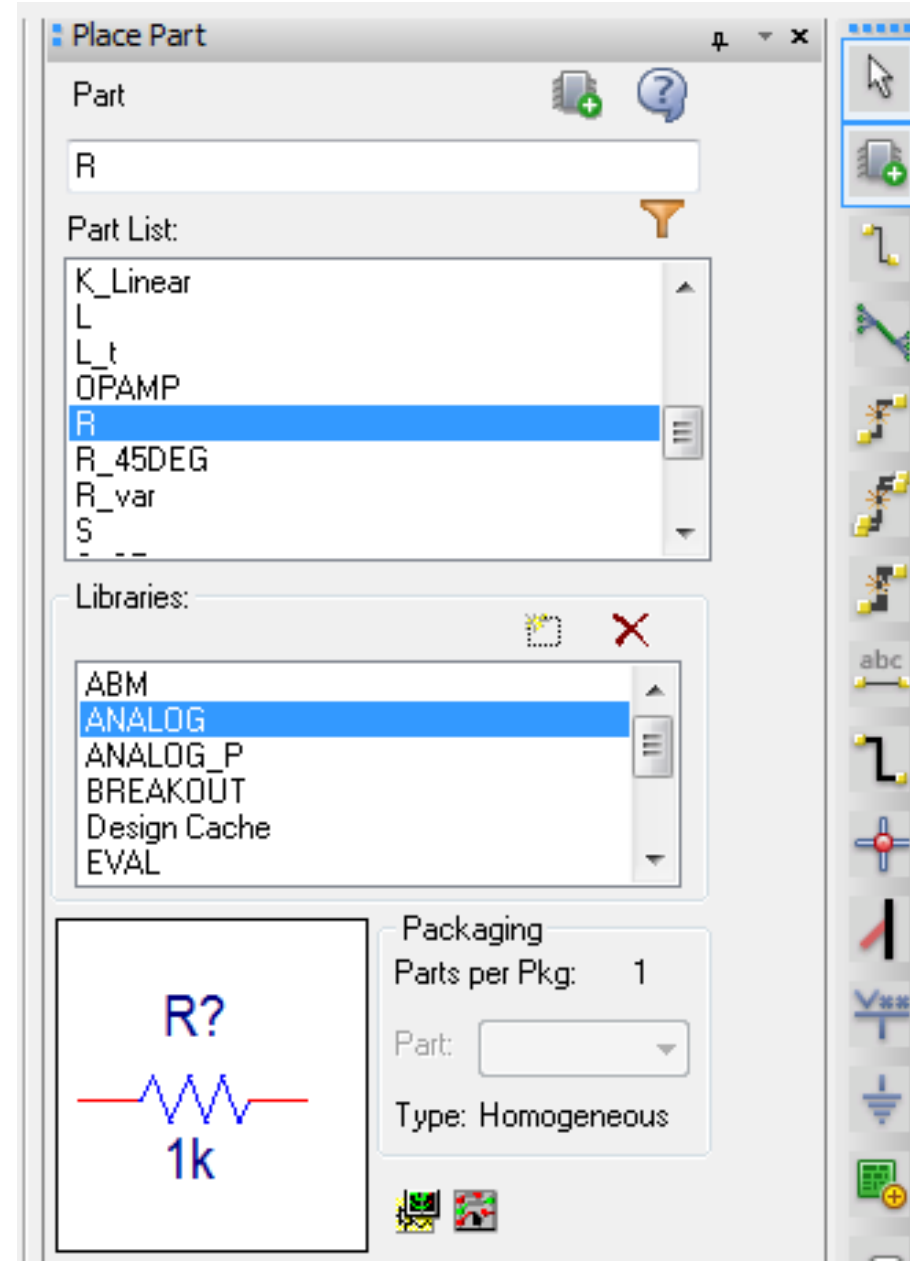 Place Part
Part
R
Part List:
K_Linear
L
L_t
OPAMP
R
R_45DEG
R_var
S
Libraries:
ABM
ANALOG
ANALOG_P
BREAKOUT
Design Cache
EVAL
R?
1k
Packaging
Parts per Pkg: 1
Part:
Type: Homogeneous
abc
V**